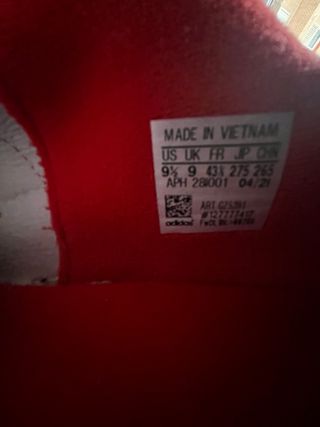 MADE IN VIETNAM
US UK FR JP CHN
9½ 9 43⅓ 275 265
APH 281001 04/21
ART
adidas